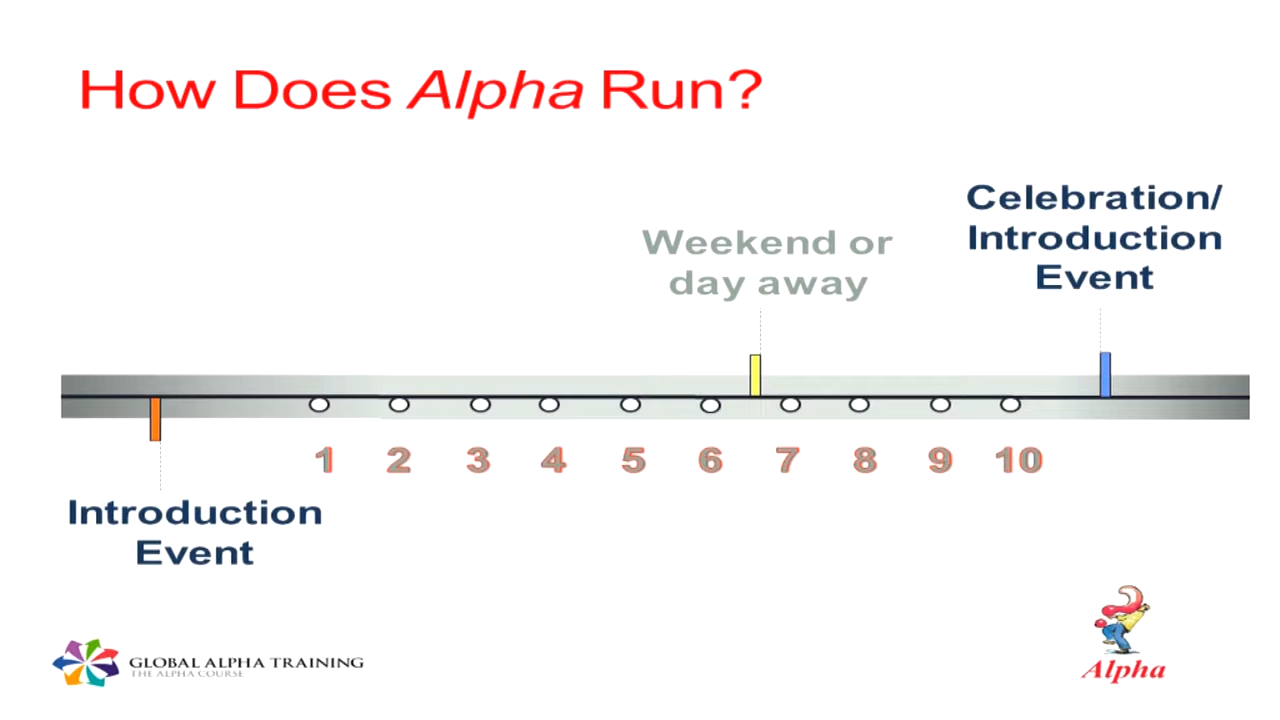 How Does Alpha Run?
Celebration/
Introduction
Event
Weekend or
day away
1 2 3 4 5 6 7 8 9 10
Introduction
Event
GLOBAL ALPHA TRAINING
THE ALPHA COURSE
Alpha